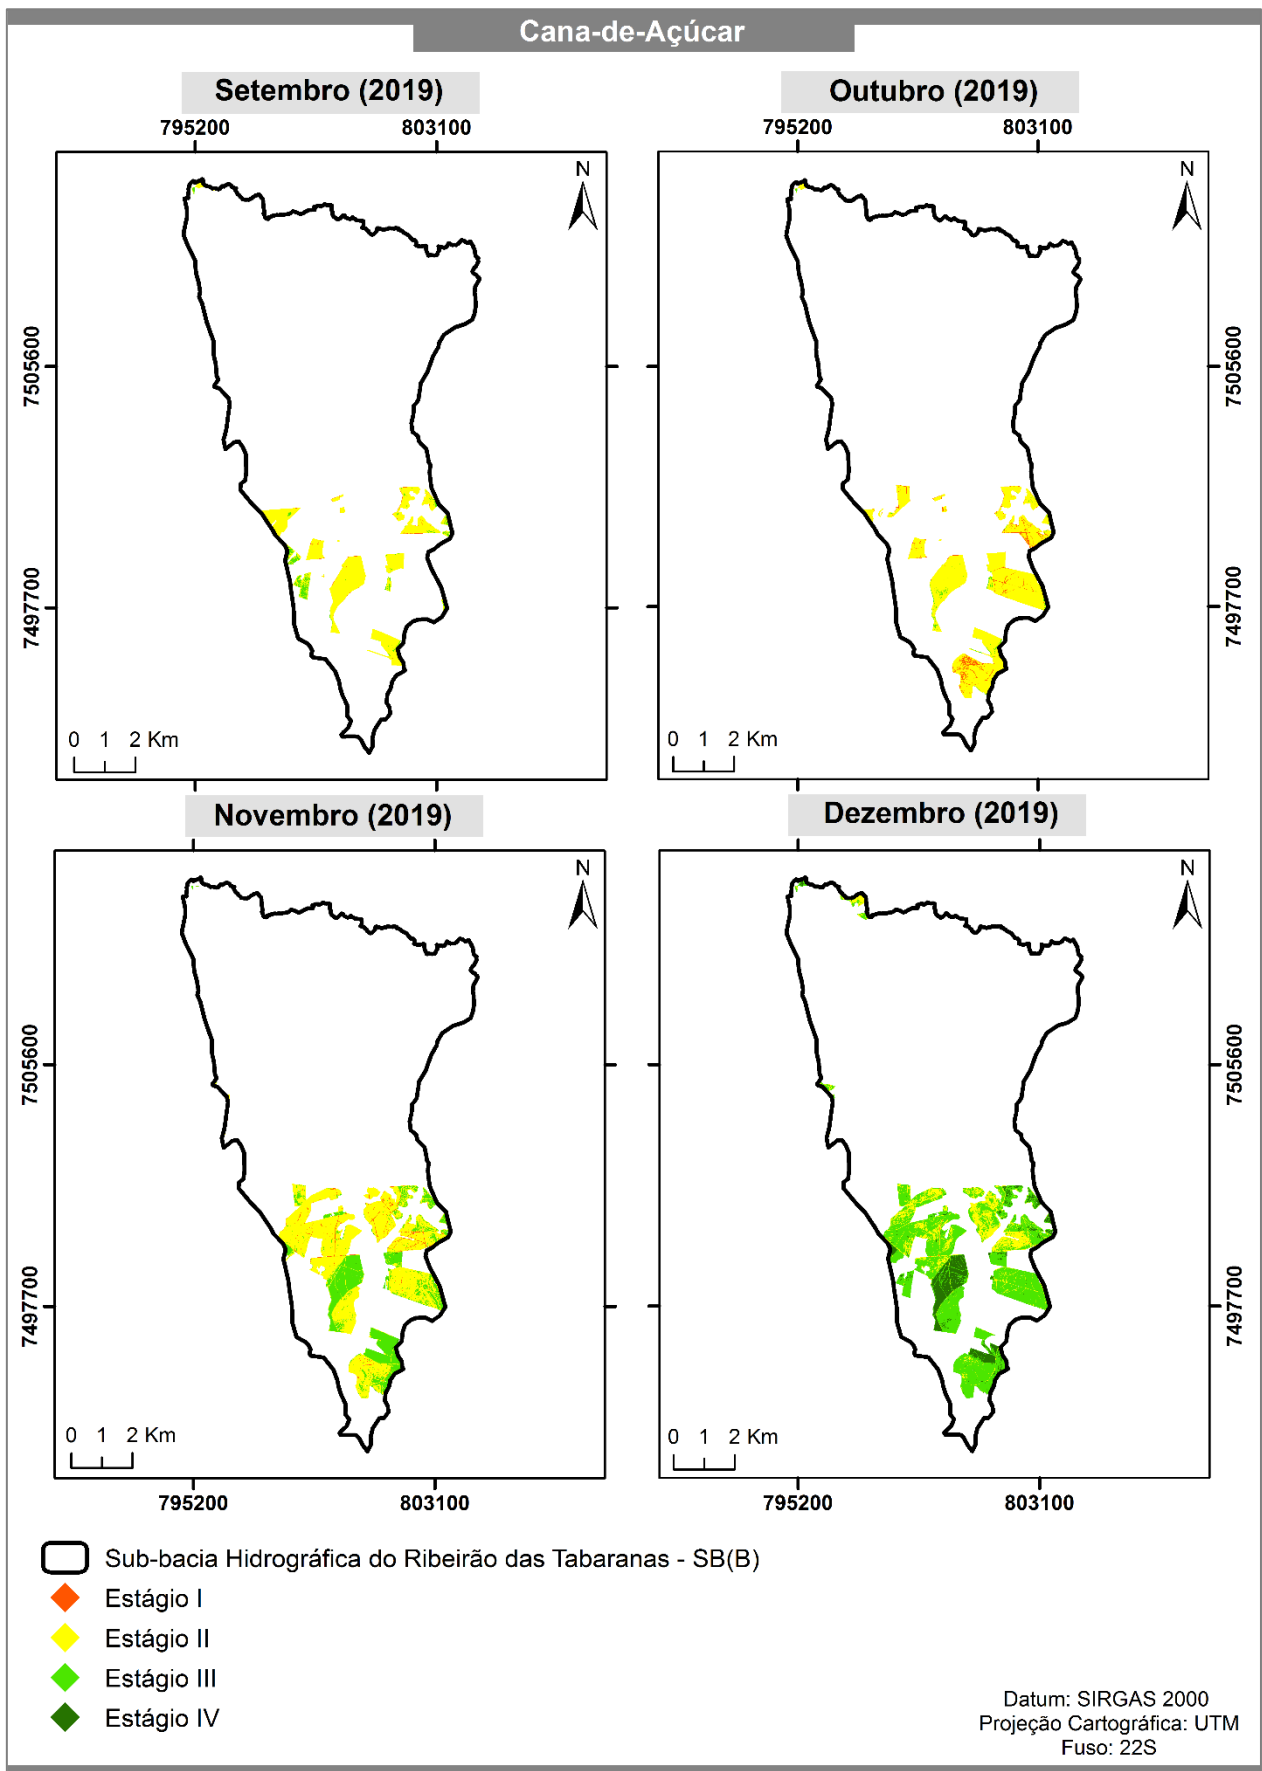 Cana-de-Açúcar
Setembro (2019)
Outubro (2019)
795200 803100
795200 803100
N
N
7505600
7505600
7497700
7497700
0 1 2 Km
0 1 2 Km
Novembro (2019)
Dezembro (2019)
N
N
7505600
7505600
7497700
7497700
0 1 2 Km
0 1 2 Km
795200 803100
795200 803100
Sub-bacia Hidrográfica do Ribeirão das Tabaranas - SB(B)
Estágio I
Estágio II
Estágio III
Estágio IV
Datum: SIRGAS 2000
Projeção Cartográfica: UTM
Fuso: 22S